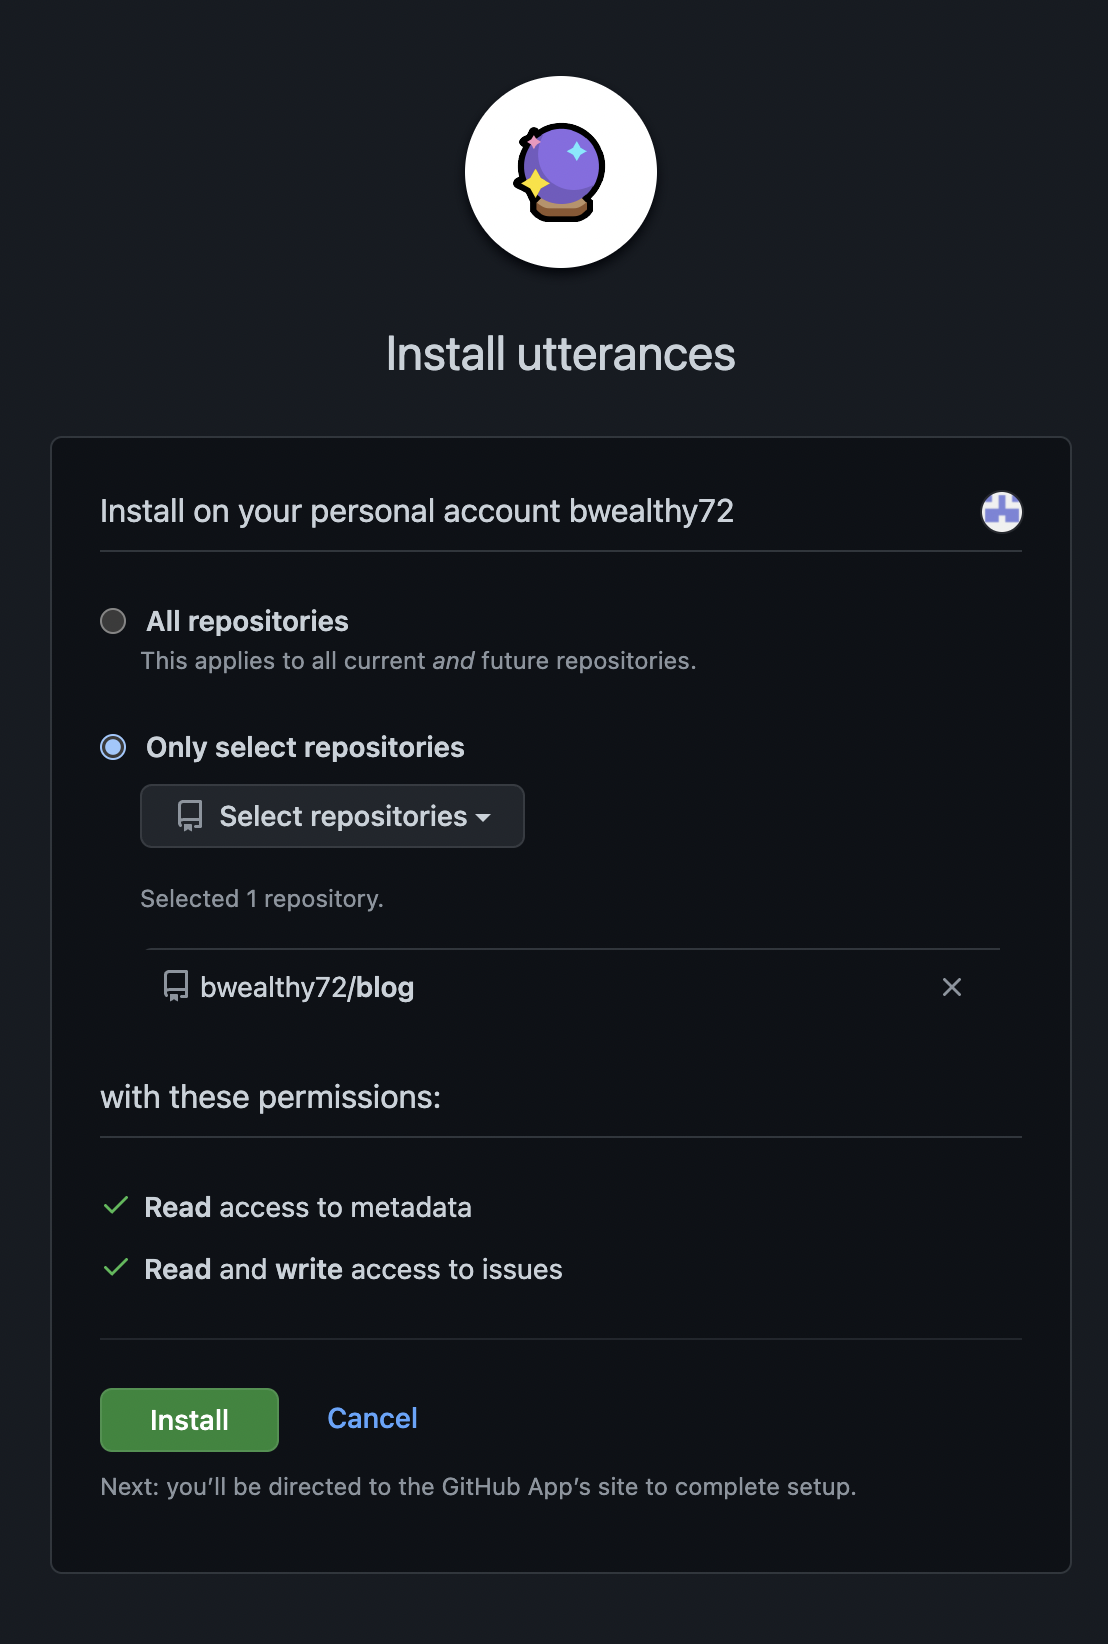 Install utterances
Install on your personal account bwealthy72
All repositories
This applies to all current and future repositories.
Only select repositories
Select repositories
Selected 1 repository.
bwealthy72/blog
with these permissions:
Read access to metadata
Read and write access to issues
Install
Cancel
Next: you’ll be directed to the GitHub App’s site to complete setup.